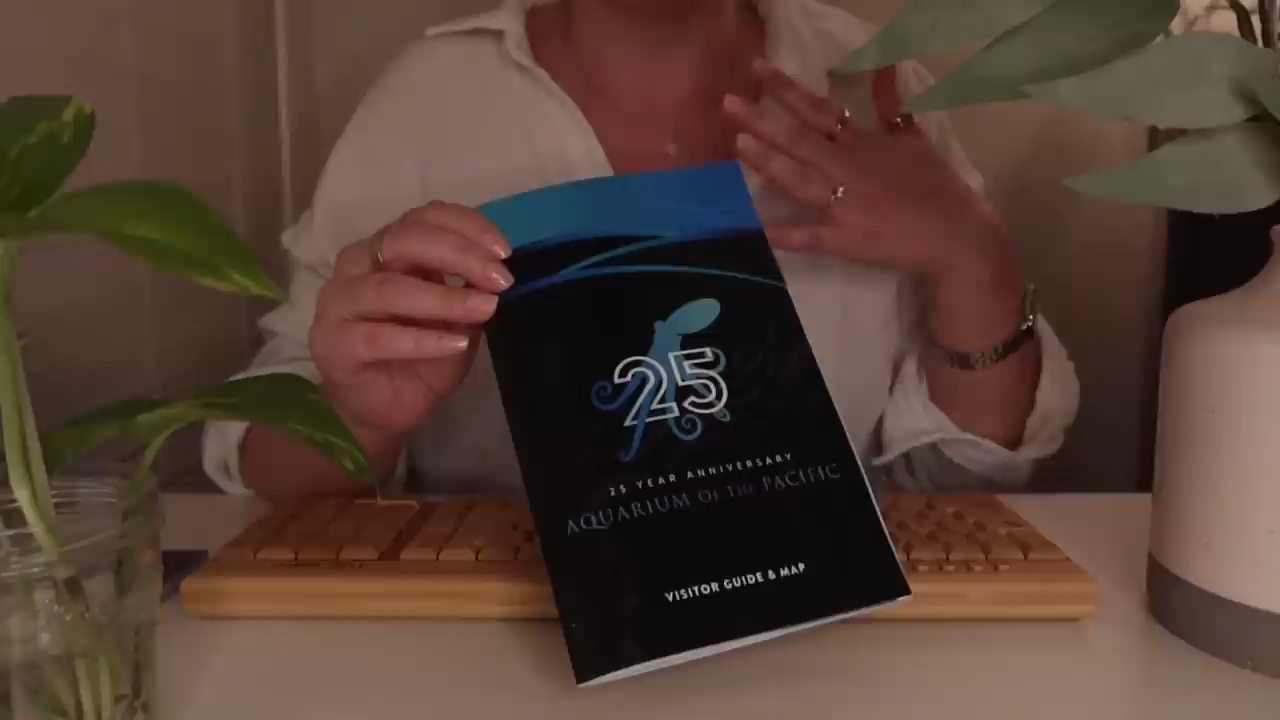 25
25 YEAR ANNIVERSARY
AQUARIUM OF THE PACIFIC
VISITOR GUIDE & MAP